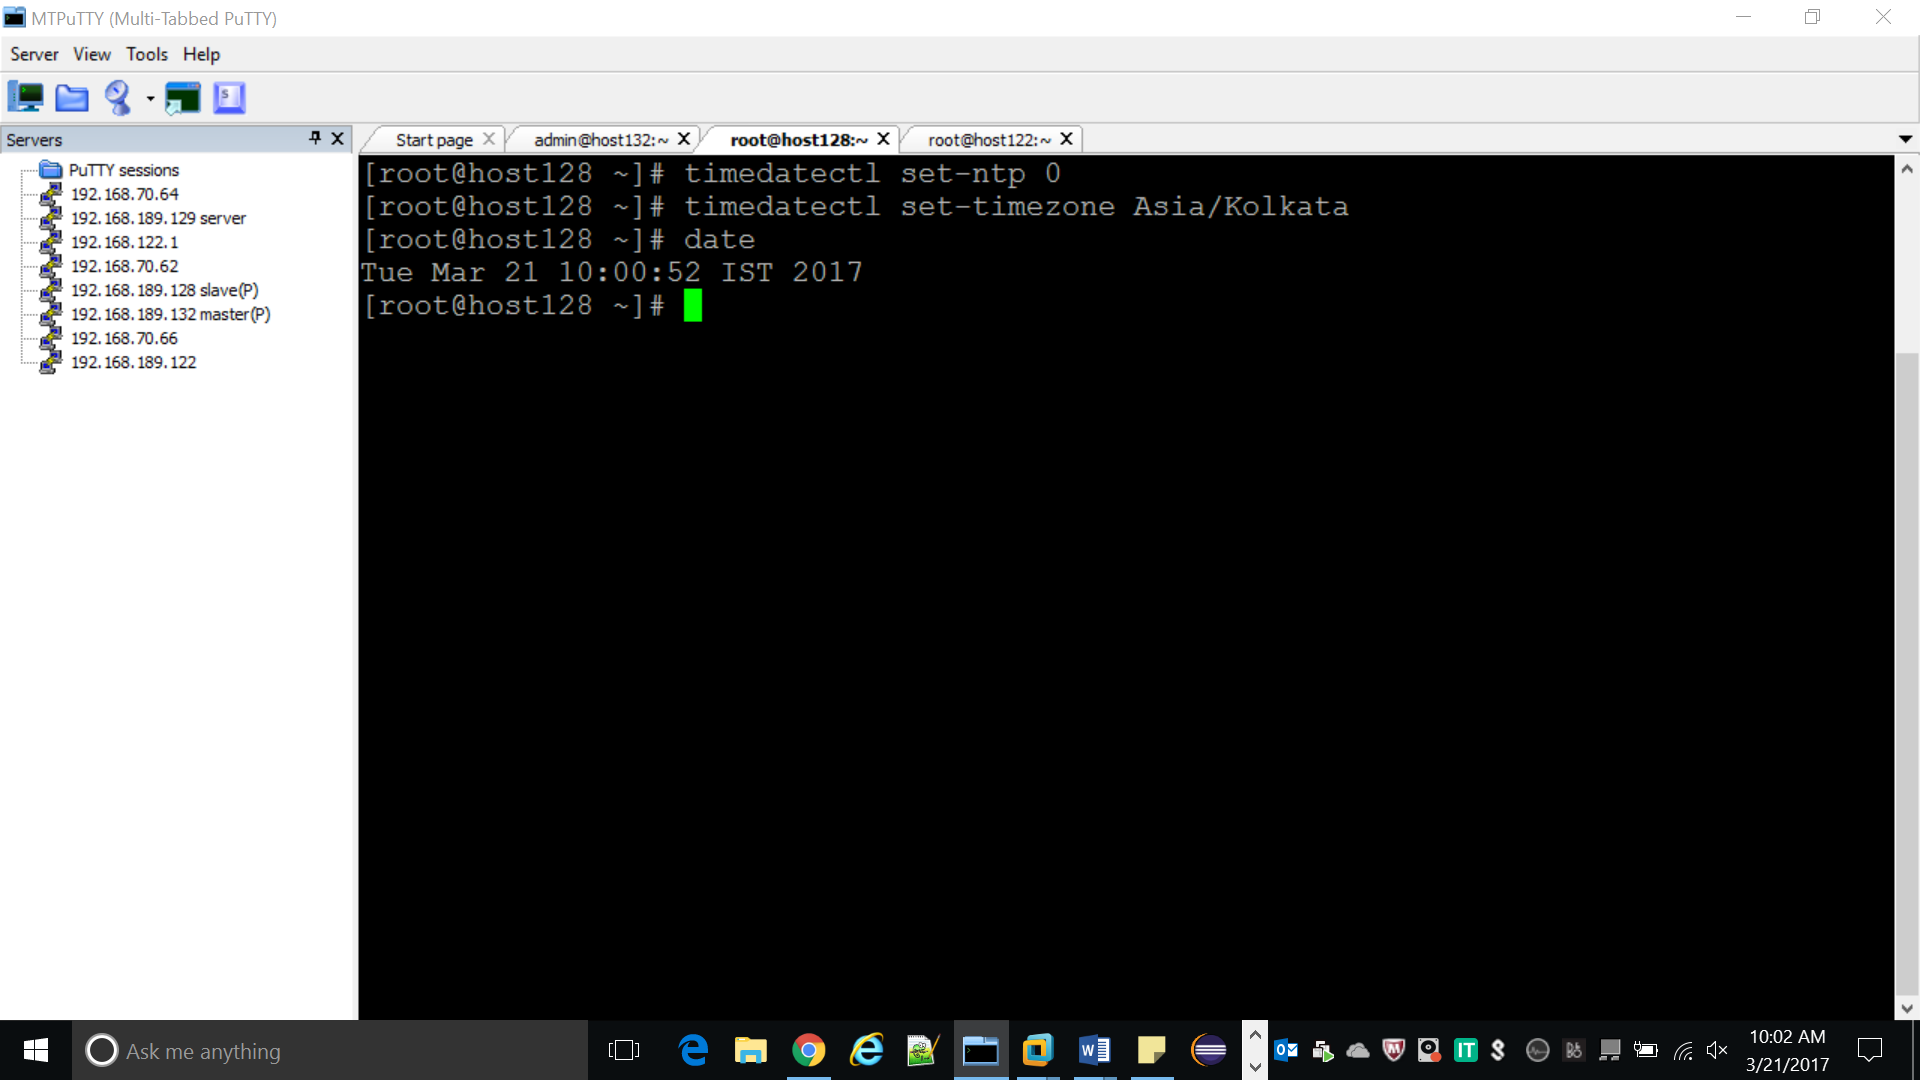 MTPuTTY (Multi-Tabbed PuTTY)
Server View Tools Help
Servers
PuTTY sessions
192.168.70.64
192.168.189.129 server
192.168.122.1
192.168.70.62
192.168.189.128 slave(P)
192.168.189.132 master(P)
192.168.70.66
192.168.189.122
Start page admin@host132:~ root@host128:~ root@host122:~
[root@host128 ~]# timedatectl set-ntp 0
[root@host128 ~]# timedatectl set-timezone Asia/Kolkata
[root@host128 ~]# date
Tue Mar 21 10:00:52 IST 2017
[root@host128 ~]#
Ask me anything
IT
10:02 AM
3/21/2017